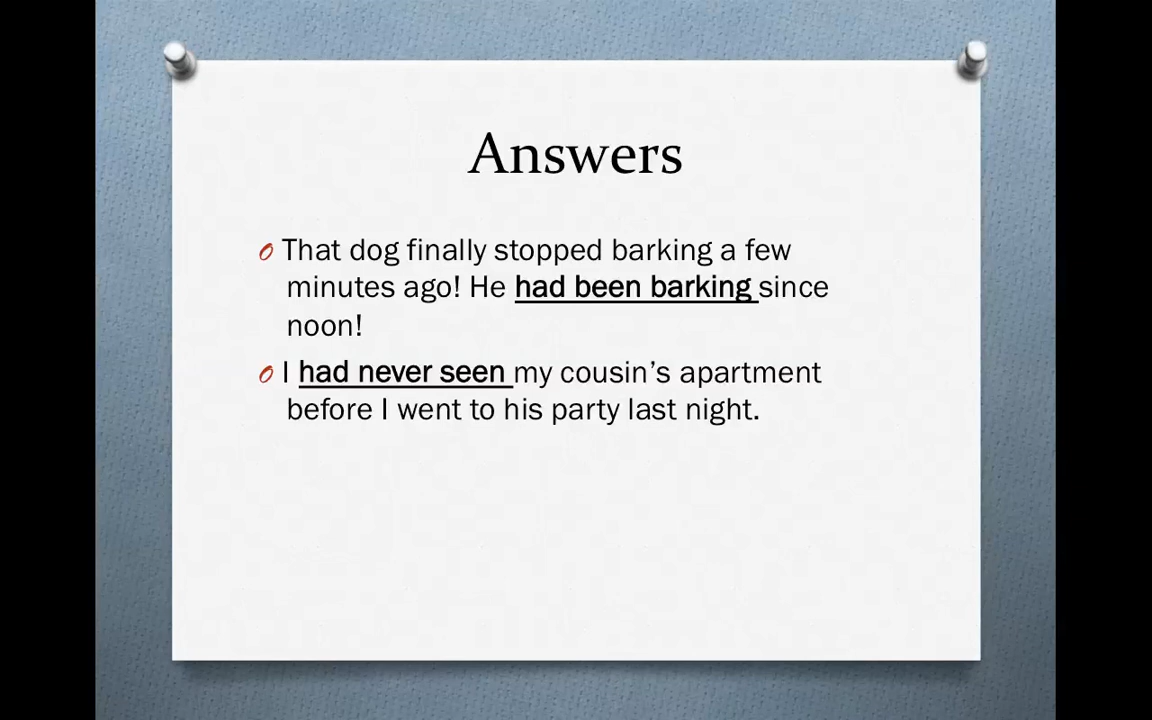 Answers
That dog finally stopped barking a few
minutes ago! He had been barking since
noon!
I had never seen my cousin’s apartment
before I went to his party last night.